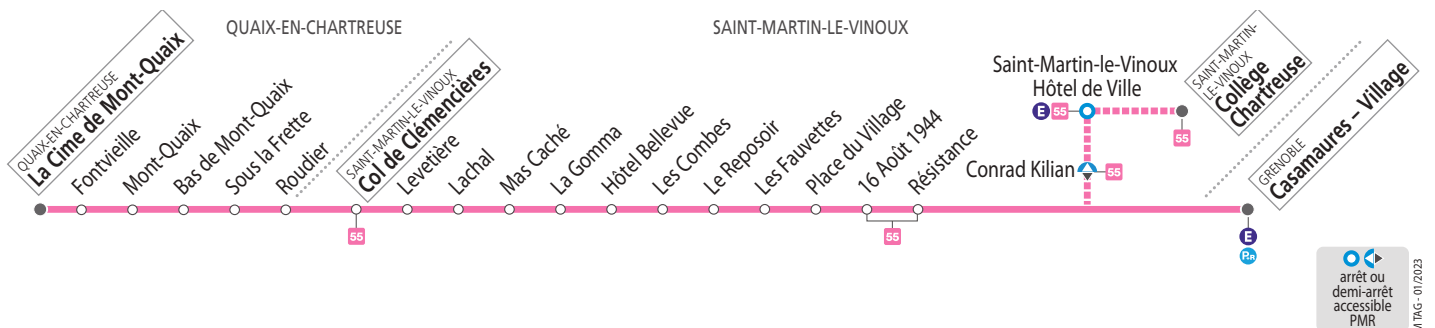 QUAIX-EN-CHARTREUSE
SAINT-MARTIN-LE-VINOUX
QUAIX-EN-CHARTREUSE
La Cime de Mont-Quaix
Fontvieille
Mont-Quaix
Bas de Mont-Quaix
Sous la Frette
Roudier
SAINT-MARTIN-LE-VINOUX
Col de Clémencières
Levetière
Lachal
Mas Caché
La Gomma
Hôtel Bellevue
Les Combes
Le Reposoir
Les Fauvettes
Place du Village
16 Août 1944
Résistance
Saint-Martin-le-Vinoux
Hôtel de Ville
E 55
Conrad Kilian
55
SAINT-MARTIN-
LE-VINOUX
Collège
Chartreuse
55
GRENOBLE
Casamaures – Village
55
55
E
P+R
arrêt ou
demi-arrêt
accessible
PMR
M TAG - 01/2023